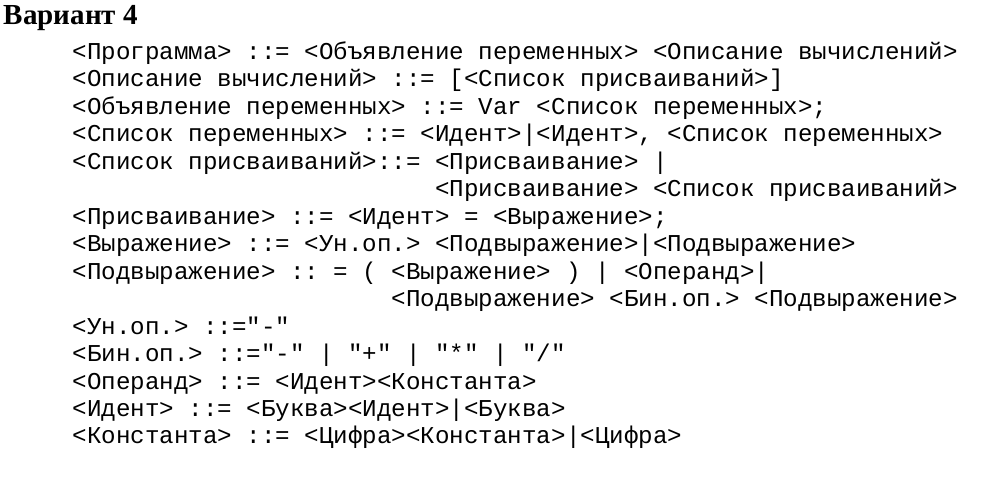 Вариант 4
<Программа> ::= <Объявление переменных> <Описание вычислений>
<Описание вычислений> ::= [<Список присваиваний>]
<Объявление переменных> ::= Var <Список переменных>;
<Список переменных> ::= <Идент>|<Идент>, <Список переменных>
<Список присваиваний>::= <Присваивание> |
<Присваивание> <Список присваиваний>
<Присваивание> ::= <Идент> = <Выражение>;
<Выражение> ::= <Ун.оп.> <Подвыражение>|<Подвыражение>
<Подвыражение> :: = ( <Выражение> ) | <Операнд>|
<Подвыражение> <Бин.оп.> <Подвыражение>
<Ун.оп.> ::="-"
<Бин.оп.> ::="-" | "+" | "*" | "/"
<Операнд> ::= <Идент><Константа>
<Идент> ::= <Буква><Идент>|<Буква>
<Константа> ::= <Цифра><Константа>|<Цифра>